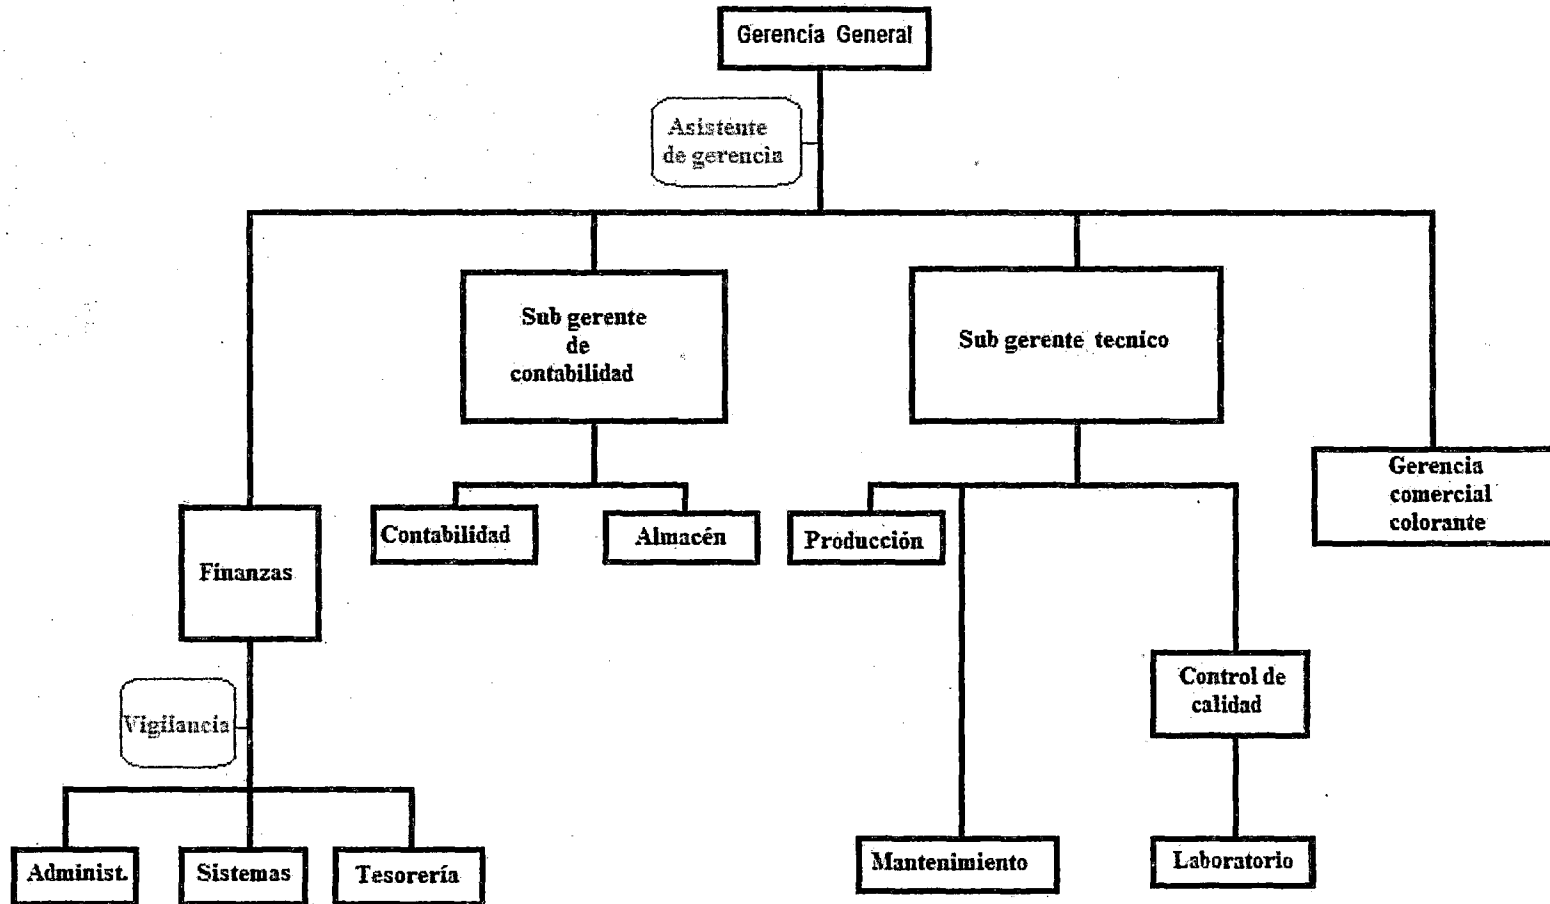 Gerencia General
Asistente
de gerencia
Sub gerente
de
contabilidad
Sub gerente tecnico
Gerencia
comercial
colorante
Contabilidad
Almacén
Producción
Finanzas
Control de
calidad
Vigilancia
Administ.
Sistemas
Tesorería
Mantenimiento
Laboratorio